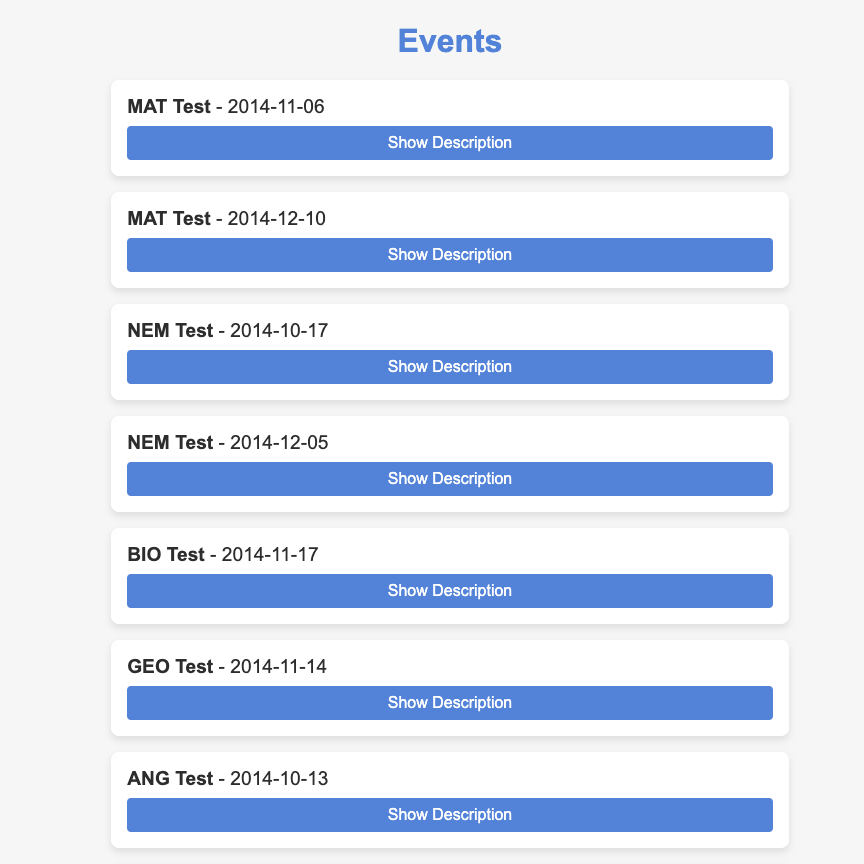 Events
MAT Test - 2014-11-06
Show Description
MAT Test - 2014-12-10
Show Description
NEM Test - 2014-10-17
Show Description
NEM Test - 2014-12-05
Show Description
BIO Test - 2014-11-17
Show Description
GEO Test - 2014-11-14
Show Description
ANG Test - 2014-10-13
Show Description